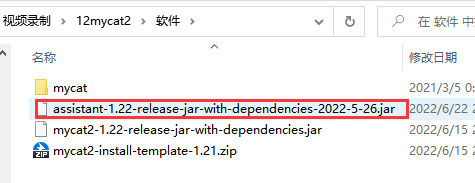 视频录制 › 12mycat2 › 软件
在 软件 中
名称 修改日期
mycat 2021/3/5 0
assistant-1.22-release-jar-with-dependencies-2022-5-26.jar 2022/6/22
mycat2-1.22-release-jar-with-dependencies.jar 2022/6/15
ZIP mycat2-install-template-1.21.zip 2022/6/15